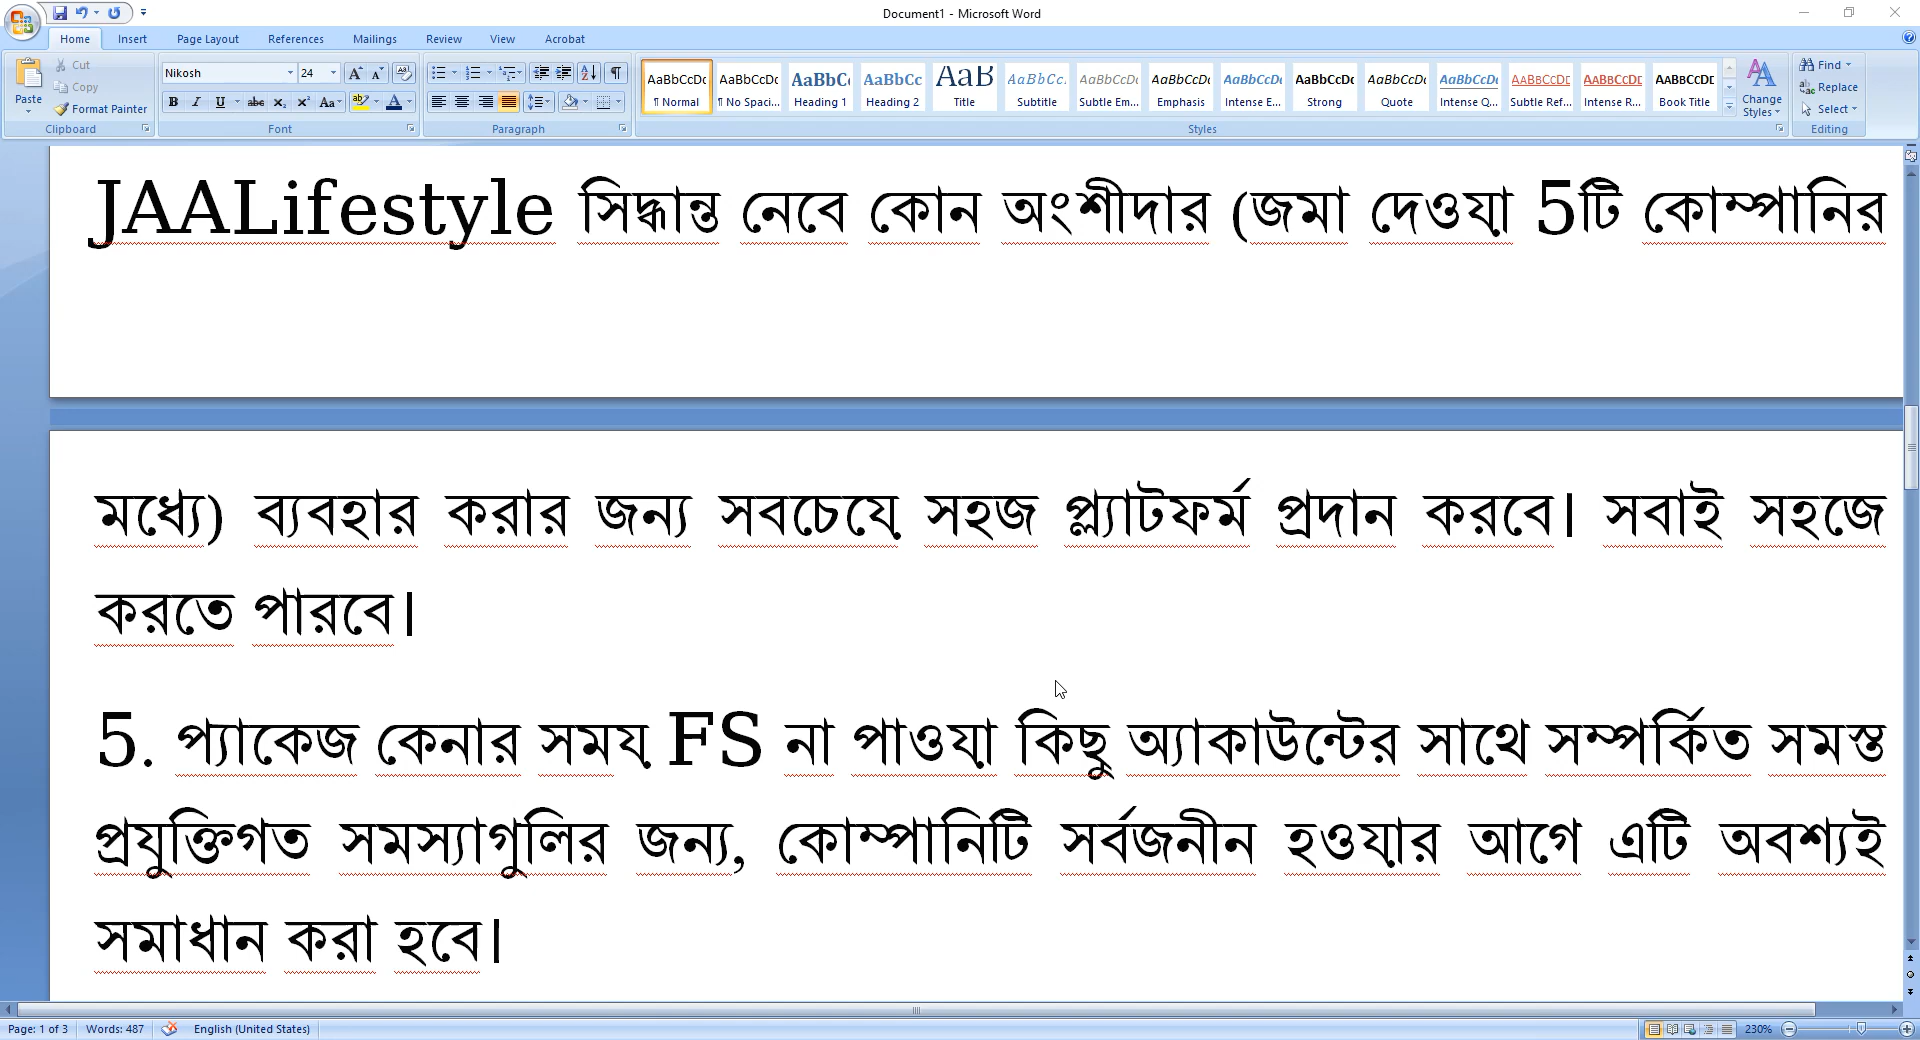 Document1 - Microsoft Word
Home Insert Page Layout References Mailings Review View Acrobat
Paste Cut Copy Format Painter Clipboard
Nikosh 24 Font
Paragraph
AaBbCcDc ¶ Normal
AaBbCcDc ¶ No Spaci...
AaBbCc Heading 1
AaBbCc Heading 2
AaB Title
AaBbCc. Subtitle
AaBbCcDc Subtle Em...
AaBbCcDc Emphasis
AaBbCcDc Intense E...
AaBbCcDc Strong
AaBbCcDc Quote
AaBbCcDc Intense Q...
AABBCCDE Subtle Ref...
AABBCCDE Intense R...
AABBCCDE Book Title
Change Styles
Styles
Find Replace Select Editing
JAALifestyle সিদ্ধান্ত নেবে কোন অংশীদার (জমা দেওয়া 5টি কোম্পানির
মধ্যে) ব্যবহার করার জন্য সবচেয়ে সহজ প্ল্যাটফর্ম প্রদান করবে। সবাই সহজে
করতে পারবে।
5. প্যাকেজ কেনার সময় FS না পাওয়া কিছু অ্যাকাউন্টের সাথে সম্পর্কিত সমস্ত
প্রযুক্তিগত সমস্যাগুলির জন্য, কোম্পানিটি সর্বজনীন হওয়ার আগে এটি অবশ্যই
সমাধান করা হবে।
Page: 1 of 3 Words: 487 English (United States) 230%